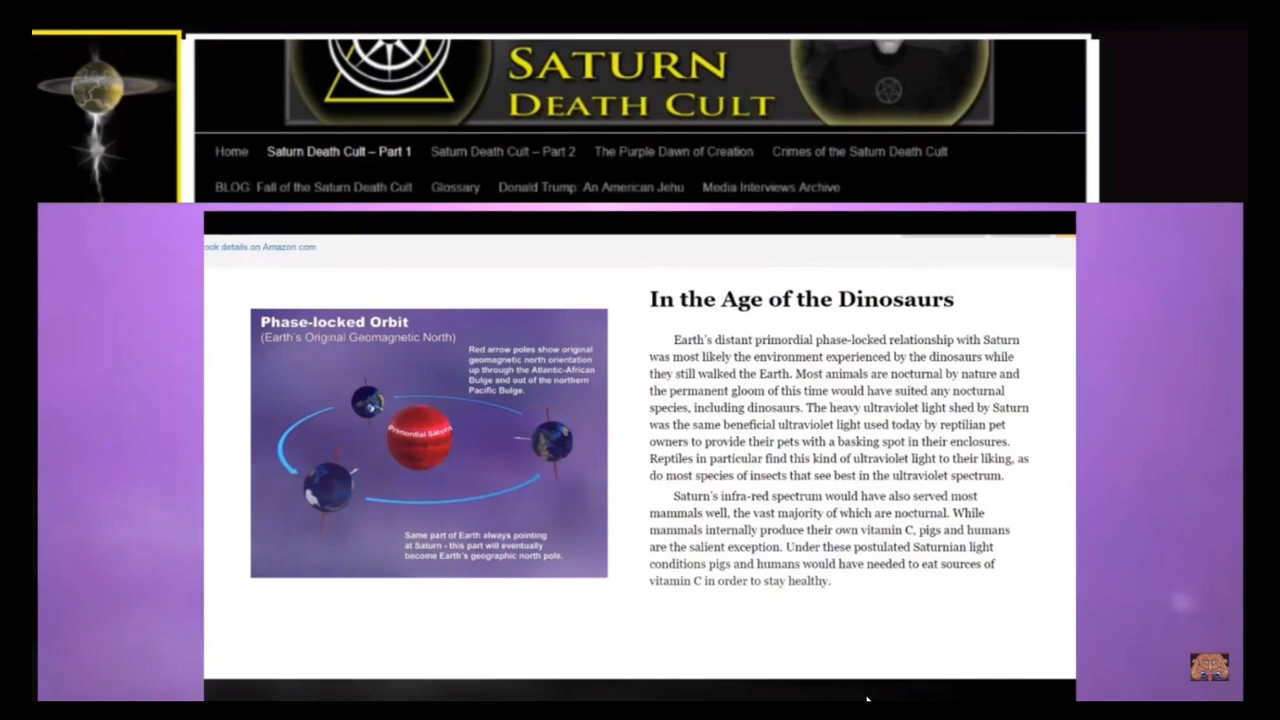 SATURN
DEATH CULT
Home Saturn Death Cult – Part 1 Saturn Death Cult – Part 2 The Purple Dawn of Creation Crimes of the Saturn Death Cult
BLOG: Fall of the Saturn Death Cult Glossary Donald Trump: An American Jehu Media Interviews Archive
ook details on Amazon.com
Phase-locked Orbit
(Earth's Original Geomagnetic North)
Red arrow poles show original
geomagnetic north orientation
up through the Atlantic-African
Bulge and out of the northern
Pacific Bulge.
Primordial Saturn
Same part of Earth always pointing
at Saturn - this part will eventually
become Earth's geographic north pole.
In the Age of the Dinosaurs
Earth's distant primordial phase-locked relationship with Saturn
was most likely the environment experienced by the dinosaurs while
they still walked the Earth. Most animals are nocturnal by nature and
the permanent gloom of this time would have suited any nocturnal
species, including dinosaurs. The heavy ultraviolet light shed by Saturn
was the same beneficial ultraviolet light used today by reptilian pet
owners to provide their pets with a basking spot in their enclosures.
Reptiles in particular find this kind of ultraviolet light to their liking, as
do most species of insects that see best in the ultraviolet spectrum.
Saturn's infra-red spectrum would have also served most
mammals well, the vast majority of which are nocturnal. While
mammals internally produce their own vitamin C, pigs and humans
are the salient exception. Under these postulated Saturnian light
conditions pigs and humans would have needed to eat sources of
vitamin C in order to stay healthy.